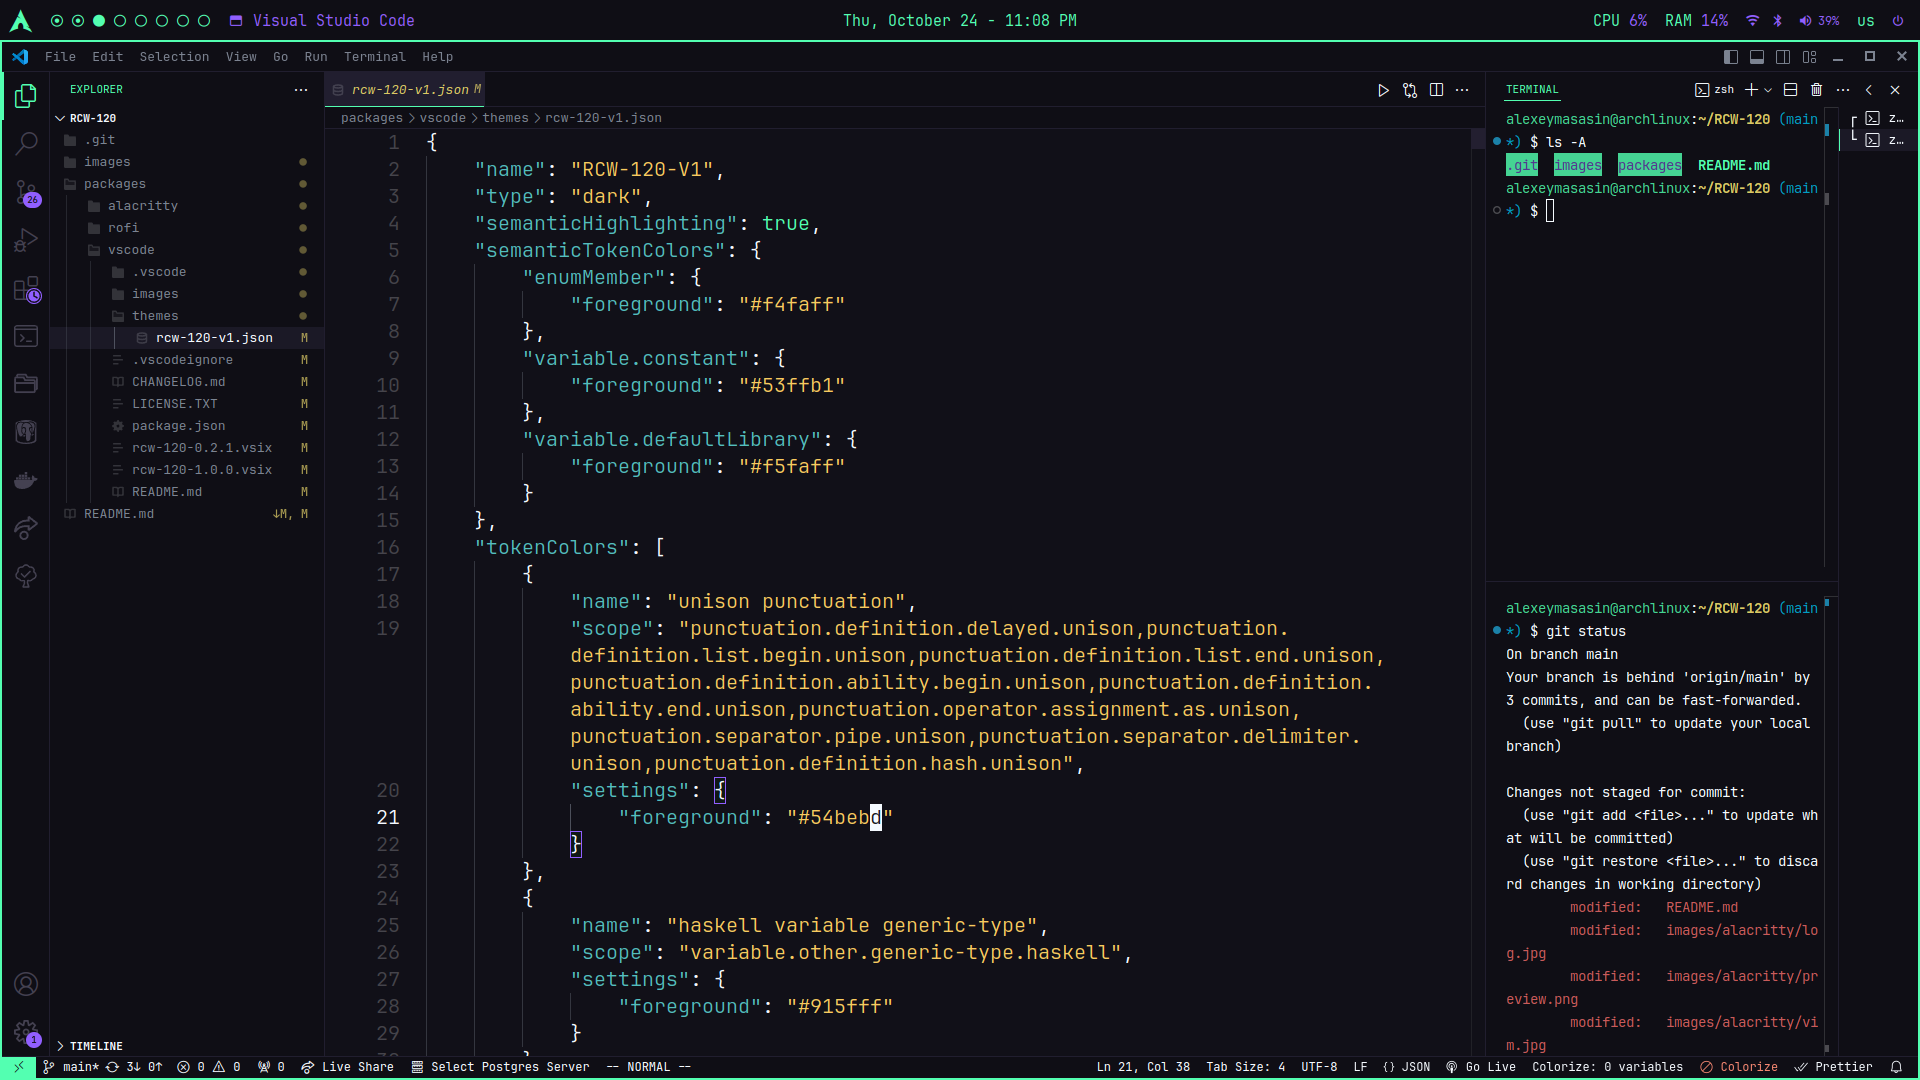 Visual Studio Code
Thu, October 24 - 11:08 PM
CPU 6% RAM 14% 39% US
File Edit Selection View Go Run Terminal Help
EXPLORER
RCW-120
.git
images
packages
alacritty
rofi
vscode
.vscode
images
themes
rcw-120-v1.json M
.vscodeignore M
CHANGELOG.md M
LICENSE.TXT M
package.json M
rcw-120-0.2.1.vsix M
rcw-120-1.0.0.vsix M
README.md M
README.md ↓M, M
TIMELINE
26
1
rcw-120-v1.json M
packages > vscode > themes > rcw-120-v1.json
1 {
2 "name": "RCW-120-V1",
3 "type": "dark",
4 "semanticHighlighting": true,
5 "semanticTokenColors": {
6 "enumMember": {
7 "foreground": "#f4faff"
8 },
9 "variable.constant": {
10 "foreground": "#53ffb1"
11 },
12 "variable.defaultLibrary": {
13 "foreground": "#f5faff"
14 }
15 },
16 "tokenColors": [
17 {
18 "name": "unison punctuation",
19 "scope": "punctuation.definition.delayed.unison,punctuation.
definition.list.begin.unison,punctuation.definition.list.end.unison,
punctuation.definition.ability.begin.unison,punctuation.definition.
ability.end.unison,punctuation.operator.assignment.as.unison,
punctuation.separator.pipe.unison,punctuation.separator.delimiter.
unison,punctuation.definition.hash.unison",
20 "settings": {
21 "foreground": "#54bebd"
22 }
23 },
24 {
25 "name": "haskell variable generic-type",
26 "scope": "variable.other.generic-type.haskell",
27 "settings": {
28 "foreground": "#915fff"
29 }
TERMINAL
zsh
z…
z…
alexeymasasin@archlinux:~/RCW-120 (main
*) $ ls -A
.git images packages README.md
alexeymasasin@archlinux:~/RCW-120 (main
*) $
alexeymasasin@archlinux:~/RCW-120 (main
*) $ git status
On branch main
Your branch is behind 'origin/main' by
3 commits, and can be fast-forwarded.
(use "git pull" to update your local
branch)
Changes not staged for commit:
(use "git add <file>..." to update wh
at will be committed)
(use "git restore <file>..." to disca
rd changes in working directory)
modified: README.md
modified: images/alacritty/lo
g.jpg
modified: images/alacritty/pr
eview.png
modified: images/alacritty/vi
m.jpg
main* 3↓ 0↑ 0 0 0 Live Share Select Postgres Server -- NORMAL --
Ln 21, Col 38 Tab Size: 4 UTF-8 LF {} JSON Go Live Colorize: 0 variables Colorize Prettier